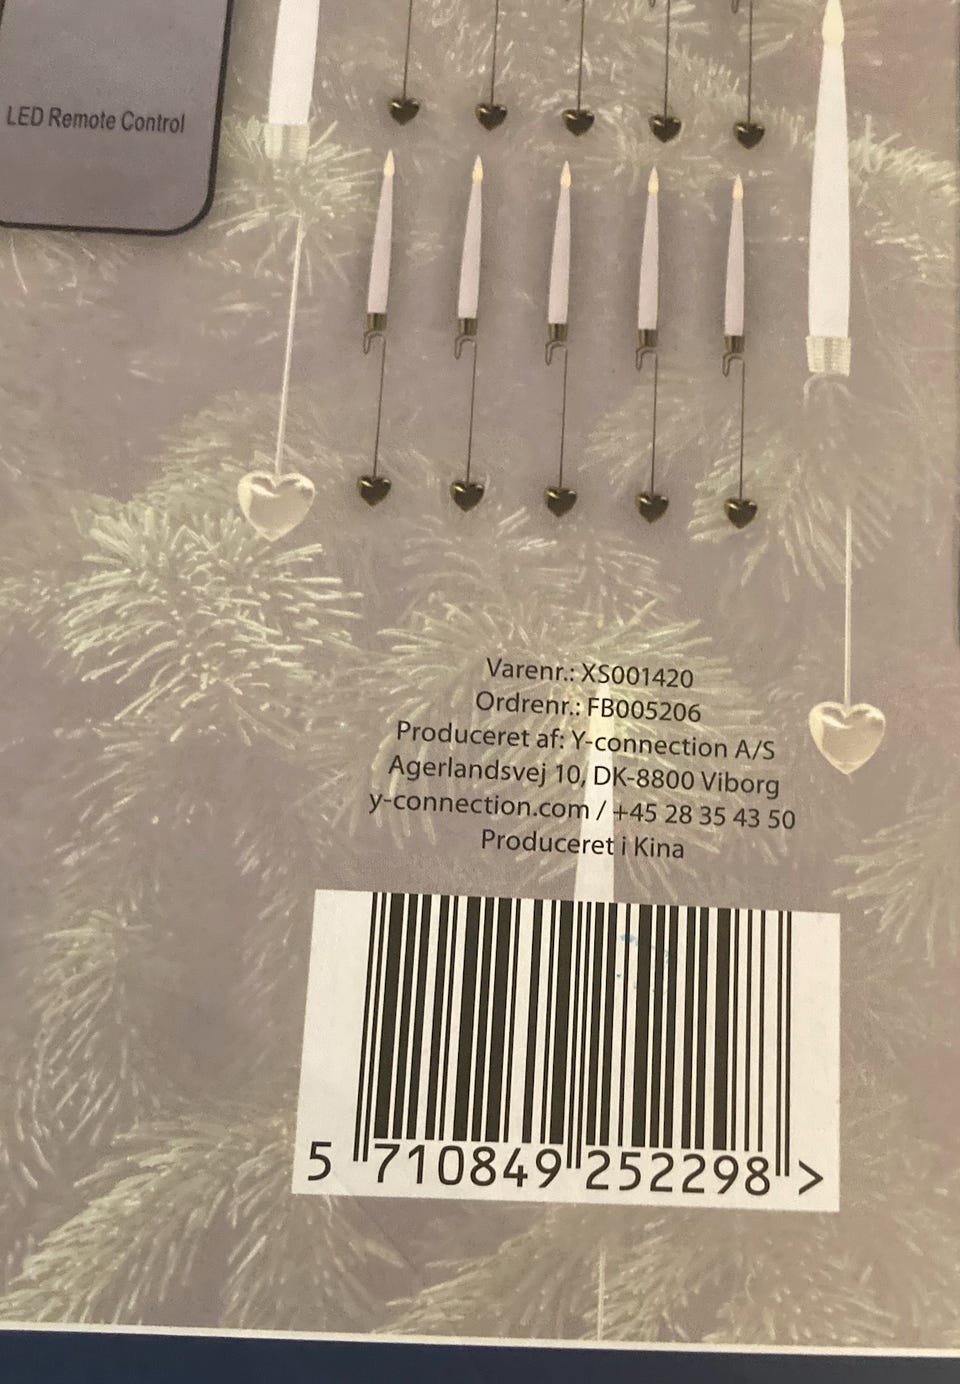 LED Remote Control
Varenr.: XS001420
Ordrenr.: FB005206
Produceret af: Y-connection A/S
Agerlandsvej 10, DK-8800 Viborg
y-connection.com / +45 28 35 43 50
Produceret i Kina
5 710849 252298 >